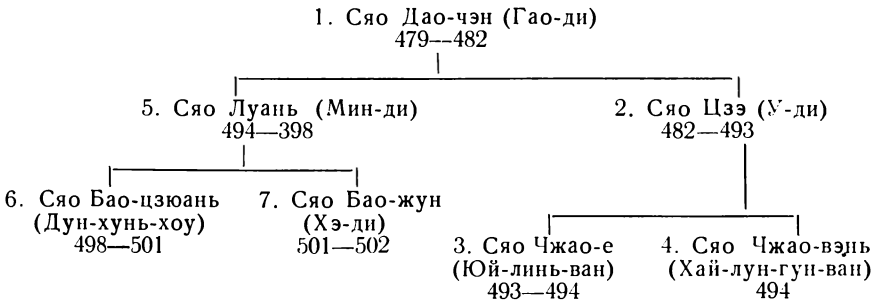 1. Сяо Дао-чэн (Гао-ди)
479—482
5. Сяо Луань (Мин-ди)
494—398
2. Сяо Цзэ (У-ди)
482—493
6. Сяо Бао-цзюань
(Дун-хунь-хоу)
498—501
7. Сяо Бао-жун
(Хэ-ди)
501—502
3. Сяо Чжао-е
(Юй-линь-ван)
493—494
4. Сяо Чжао-вэнь
(Хай-лун-гун-ван)
494